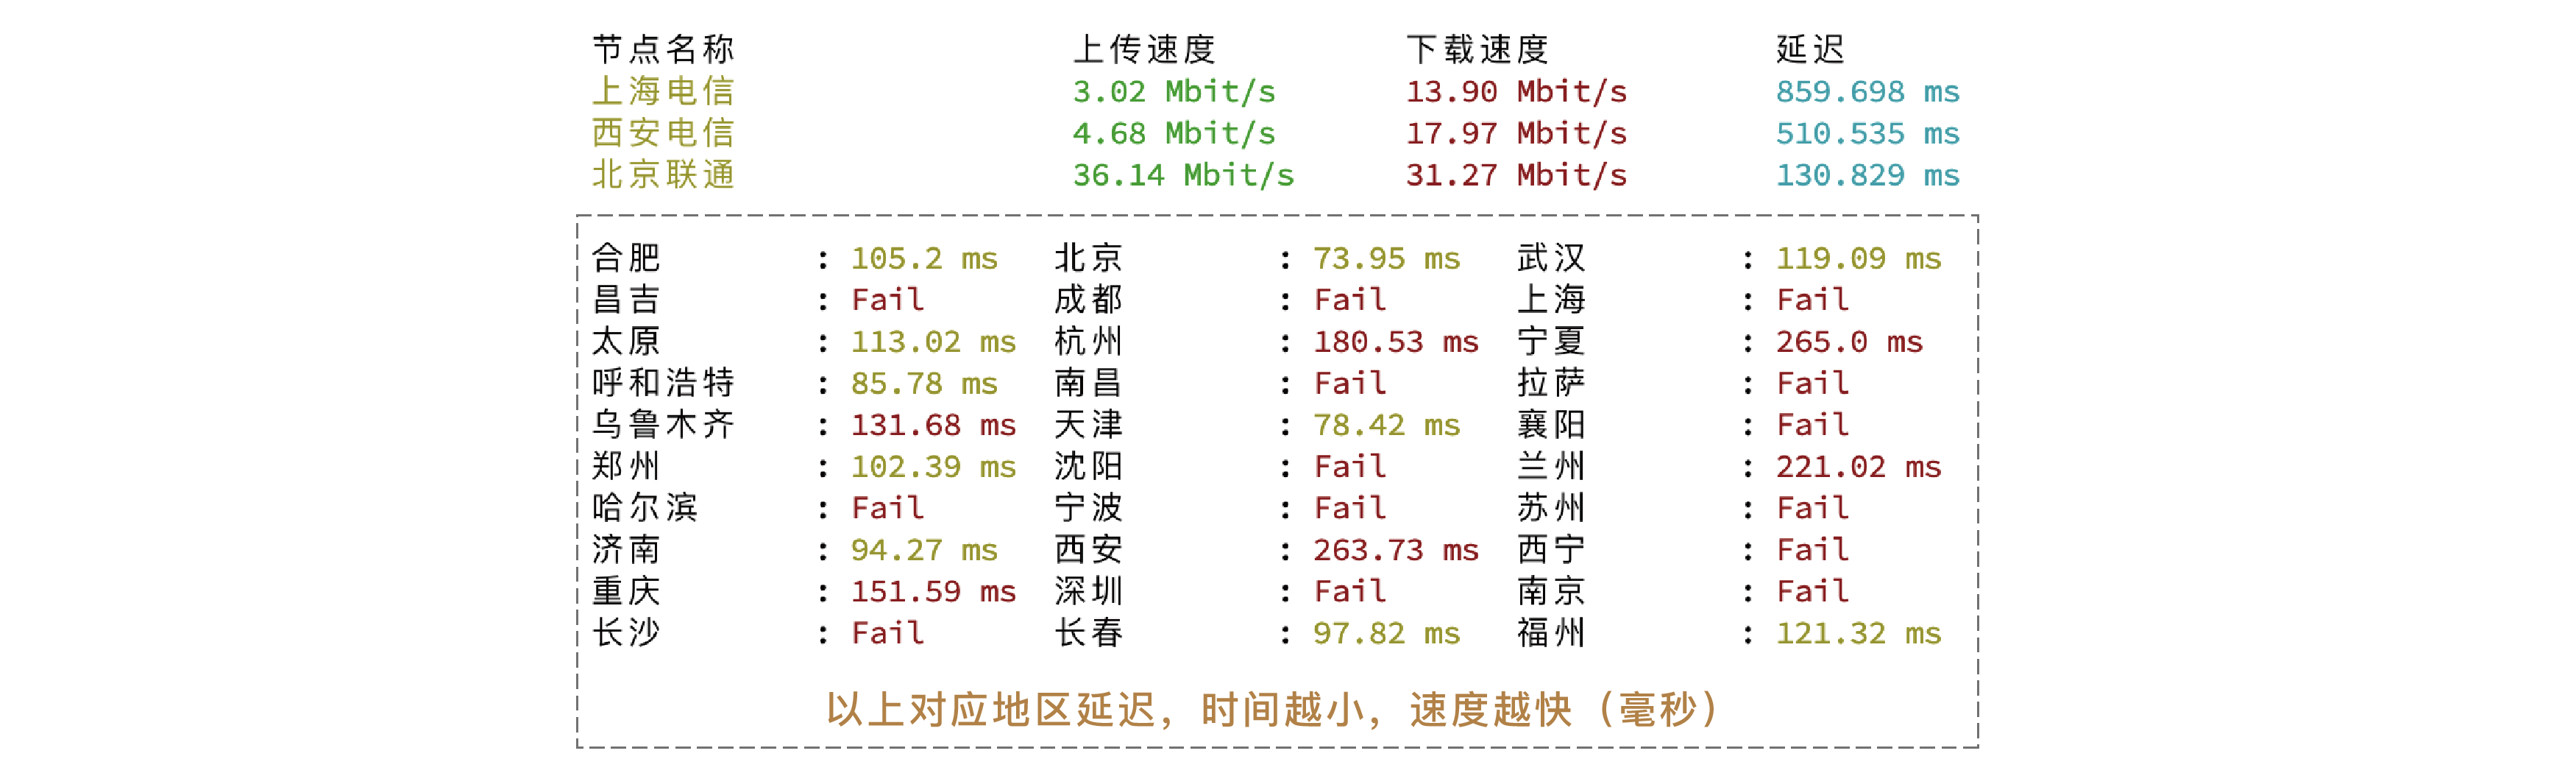 节点名称 上传速度 下载速度 延迟
上海电信 3.02 Mbit/s 13.90 Mbit/s 859.698 ms
西安电信 4.68 Mbit/s 17.97 Mbit/s 510.535 ms
北京联通 36.14 Mbit/s 31.27 Mbit/s 130.829 ms
合肥 : 105.2 ms 北京 : 73.95 ms 武汉 : 119.09 ms
昌吉 : Fail 成都 : Fail 上海 : Fail
太原 : 113.02 ms 杭州 : 180.53 ms 宁夏 : 265.0 ms
呼和浩特 : 85.78 ms 南昌 : Fail 拉萨 : Fail
乌鲁木齐 : 131.68 ms 天津 : 78.42 ms 襄阳 : Fail
郑州 : 102.39 ms 沈阳 : Fail 兰州 : 221.02 ms
哈尔滨 : Fail 宁波 : Fail 苏州 : Fail
济南 : 94.27 ms 西安 : 263.73 ms 西宁 : Fail
重庆 : 151.59 ms 深圳 : Fail 南京 : Fail
长沙 : Fail 长春 : 97.82 ms 福州 : 121.32 ms
以上对应地区延迟，时间越小，速度越快（毫秒）